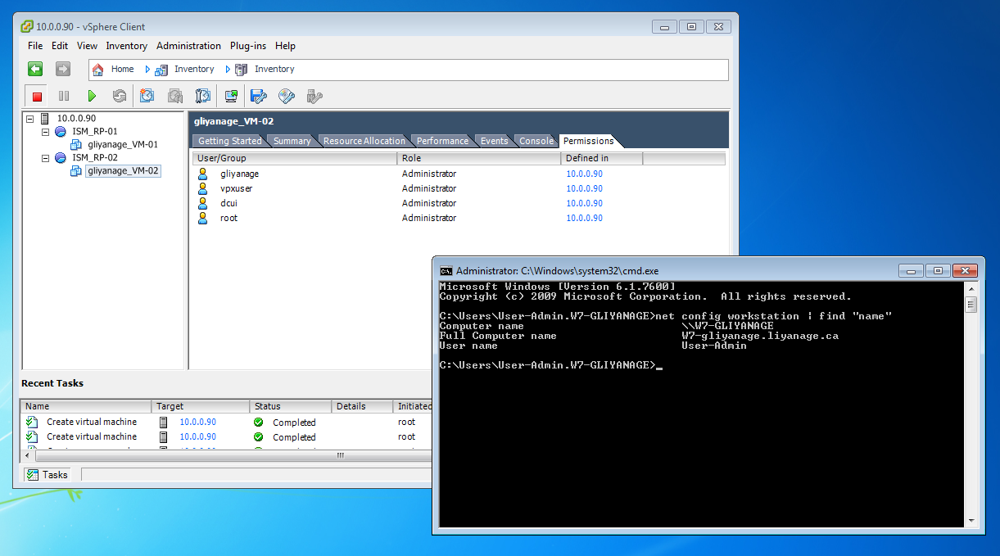 10.0.0.90 - vSphere Client
File Edit View Inventory Administration Plug-ins Help
Home Inventory Inventory
10.0.0.90
ISM_RP-01
gliyanage_VM-01
ISM_RP-02
gliyanage_VM-02
gliyanage_VM-02
Getting Started Summary Resource Allocation Performance Events Console Permissions
User/Group Role Defined in
gliyanage Administrator 10.0.0.90
vpxuser Administrator 10.0.0.90
dcui Administrator 10.0.0.90
root Administrator 10.0.0.90
Recent Tasks
Name Target Status Details Initiated
Create virtual machine 10.0.0.90 Completed root
Create virtual machine 10.0.0.90 Completed root
Tasks
Administrator: C:\Windows\system32\cmd.exe
Microsoft Windows [Version 6.1.7600]
Copyright (c) 2009 Microsoft Corporation.  All rights reserved.
C:\Users\User-Admin.W7-GLIYANAGE>net config workstation | find "name"
Computer name \\W7-GLIYANAGE
Full Computer name W7-gliyanage.liyanage.ca
User name User-Admin
C:\Users\User-Admin.W7-GLIYANAGE>_